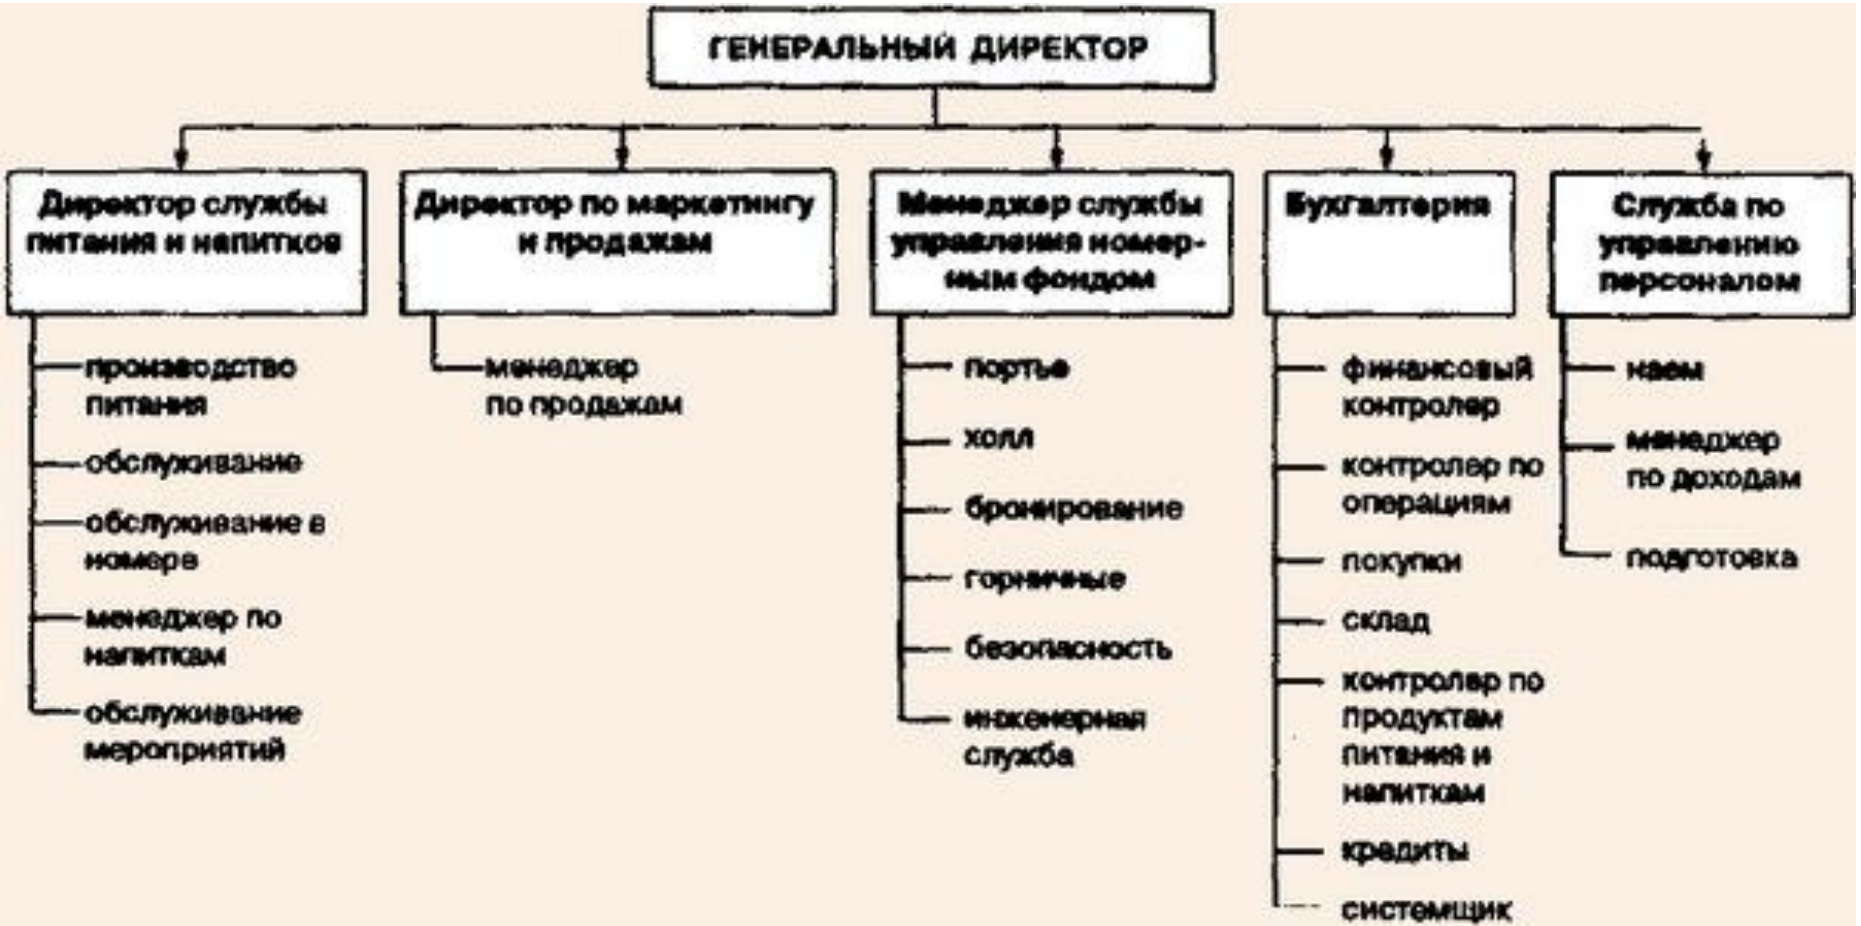 ГЕНЕРАЛЬНЫЙ ДИРЕКТОР
Директор службы
питания и напитков
Директор по маркетингу
и продажам
Менеджер службы
управления номер-
ным фондом
Бухгалтерия
Служба по
управлению
персоналом
производство
питания
обслуживание
обслуживание в
номере
менеджер по
напиткам
обслуживание
мероприятий
менеджер
по продажам
портье
холл
бронирование
горничные
безопасность
инженерная
служба
финансовый
контролер
контролер по
операциям
покупки
склад
контролер по
продуктам
питания и
напиткам
кредиты
системщик
наем
менеджер
по доходам
подготовка